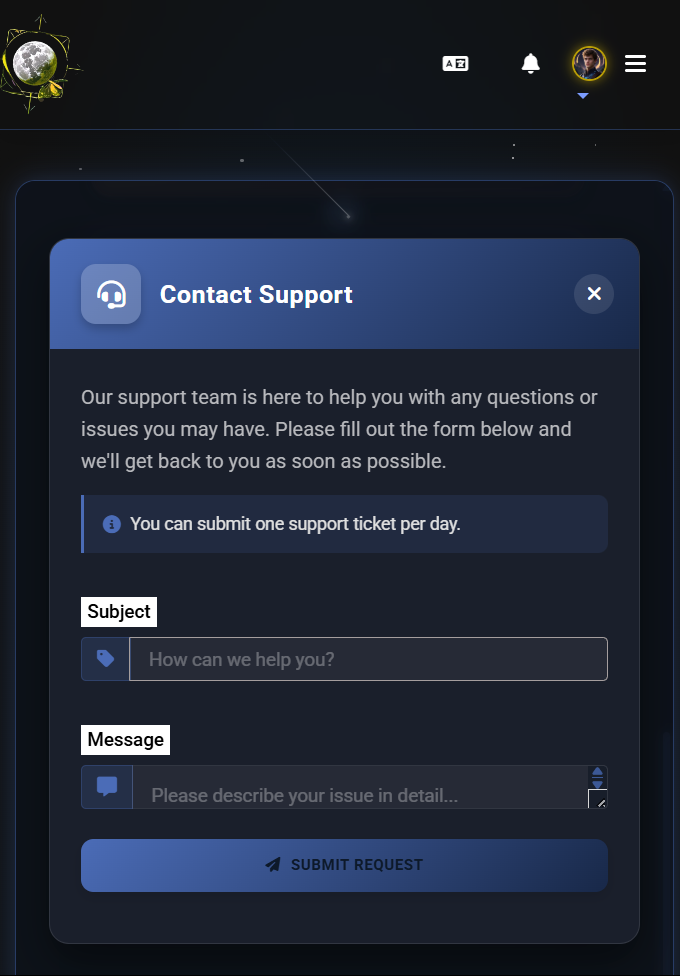 Contact Support
Our support team is here to help you with any questions or
issues you may have. Please fill out the form below and
we'll get back to you as soon as possible.
You can submit one support ticket per day.
Subject
How can we help you?
Message
Please describe your issue in detail...
SUBMIT REQUEST